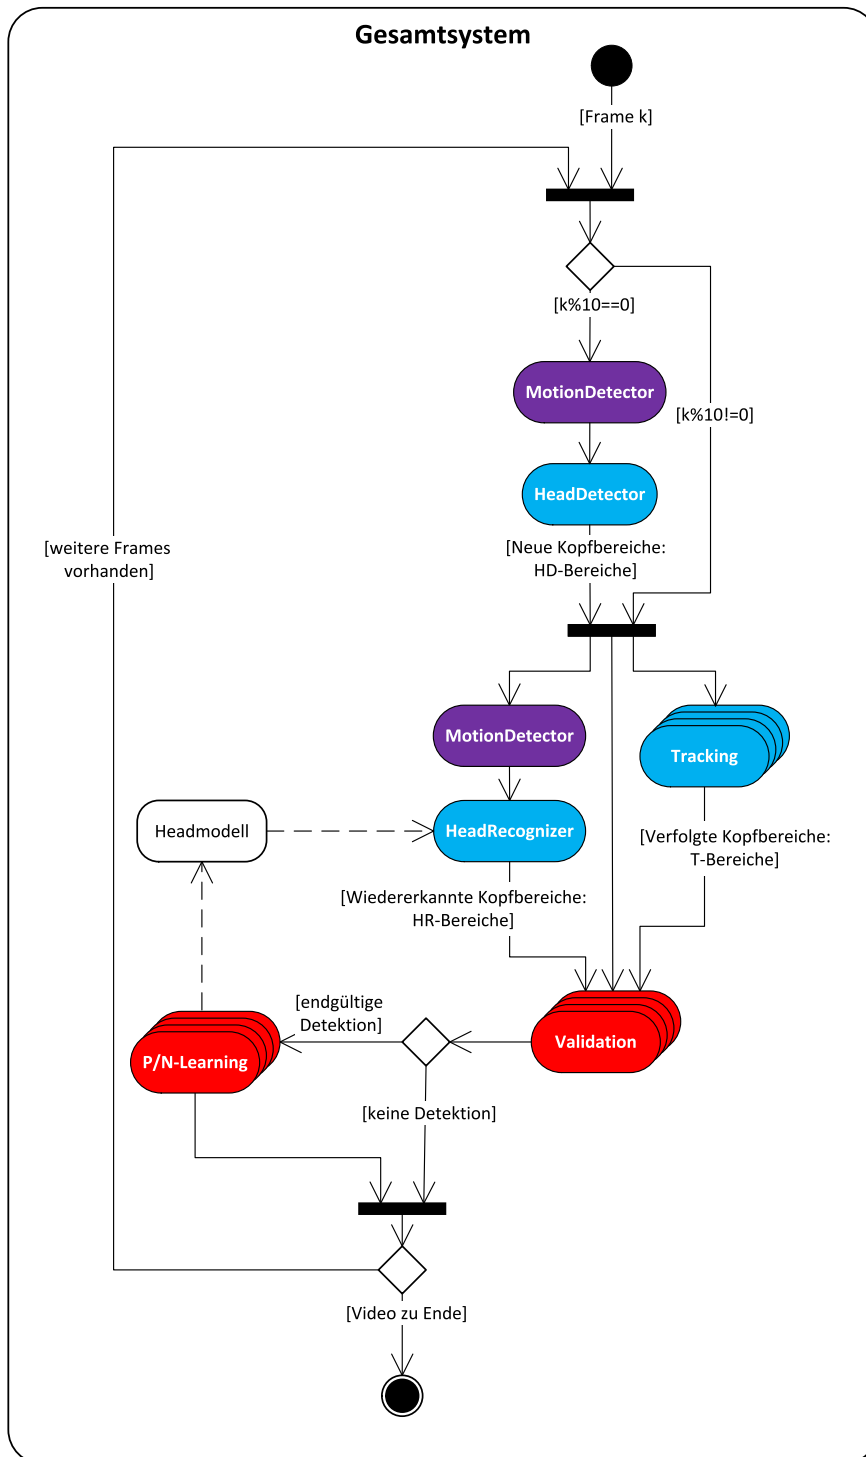 Gesamtsystem
[Frame k]
[k%10==0]
MotionDetector
[k%10!=0]
HeadDetector
[Neue Kopfbereiche:
HD-Bereiche]
[weitere Frames
vorhanden]
MotionDetector
Tracking
Headmodell
HeadRecognizer
[Verfolgte Kopfbereiche:
T-Bereiche]
[Wiedererkannte Kopfbereiche:
HR-Bereiche]
[endgültige
Detektion]
Validation
P/N-Learning
[keine Detektion]
[Video zu Ende]